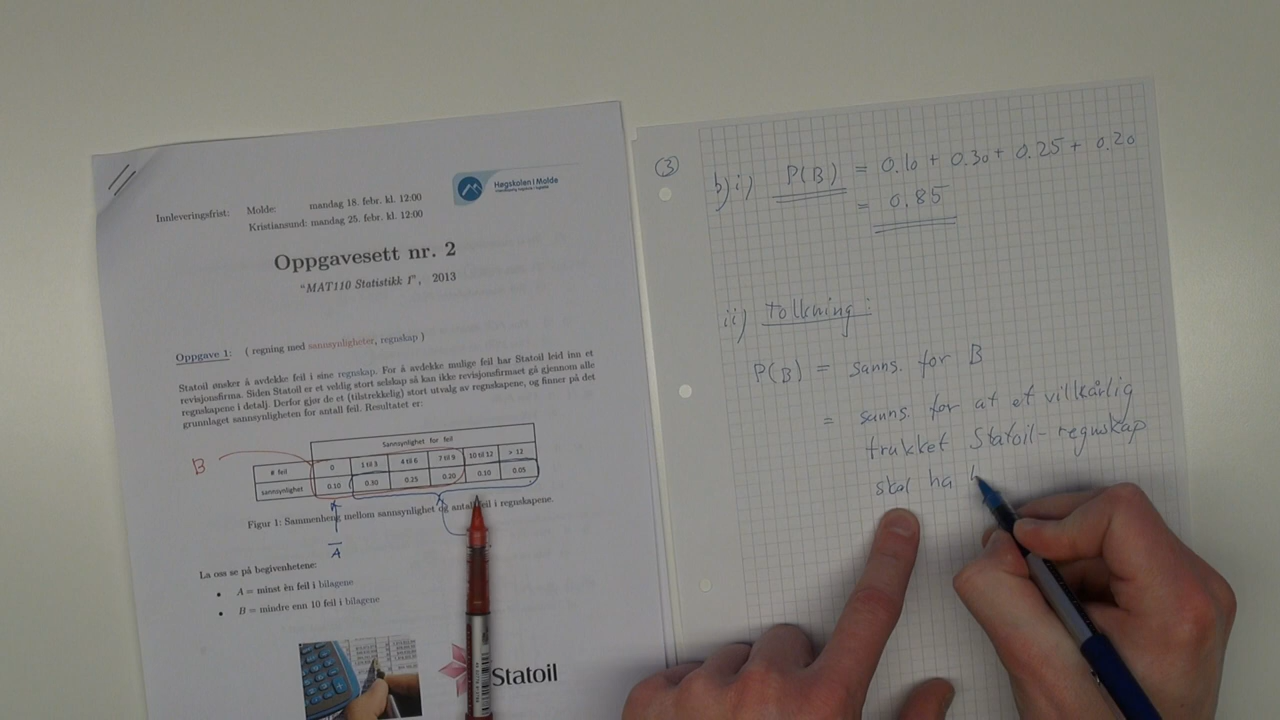 Høgskolen i Molde
Innleveringsfrist: Molde: mandag 18. febr. kl. 12:00
Kristiansund: mandag 25. febr. kl. 12:00
Oppgavesett nr. 2
"MAT110 Statistikk 1", 2013
Oppgave 1: ( regning med sannsynligheter, regnskap )
Statoil ønsker å avdekke feil i sine regnskap. For å avdekke mulige feil har Statoil leid inn et
revisjonsfirma. Siden Statoil er et veldig stort selskap så kan ikke revisjonsfirmaet gå gjennom alle
regnskapene i detalj. Derfor gjør de et (tilstrekkelig) stort utvalg av regnskapene, og finner på det
grunnlaget sannsynligheten for antall feil. Resultatet er:
Sannsynlighet for feil
# feil 0 1 til 3 4 til 6 7 til 9 10 til 12 > 12
sannsynlighet 0.10 0.30 0.25 0.20 0.10 0.05
B
Figur 1: Sammenheng mellom sannsynlighet og antall feil i regnskapene.
A
La oss se på begivenhetene:
• A = minst én feil i bilagene
• B = mindre enn 10 feil i bilagene
Statoil
③
b) i) P(B) = 0.10 + 0.30 + 0.25 + 0.20
= 0.85
ii) tolkning:
P(B) = sanns. for B
= sanns. for at et villkårlig
trukket Statoil-regnskap
skal ha